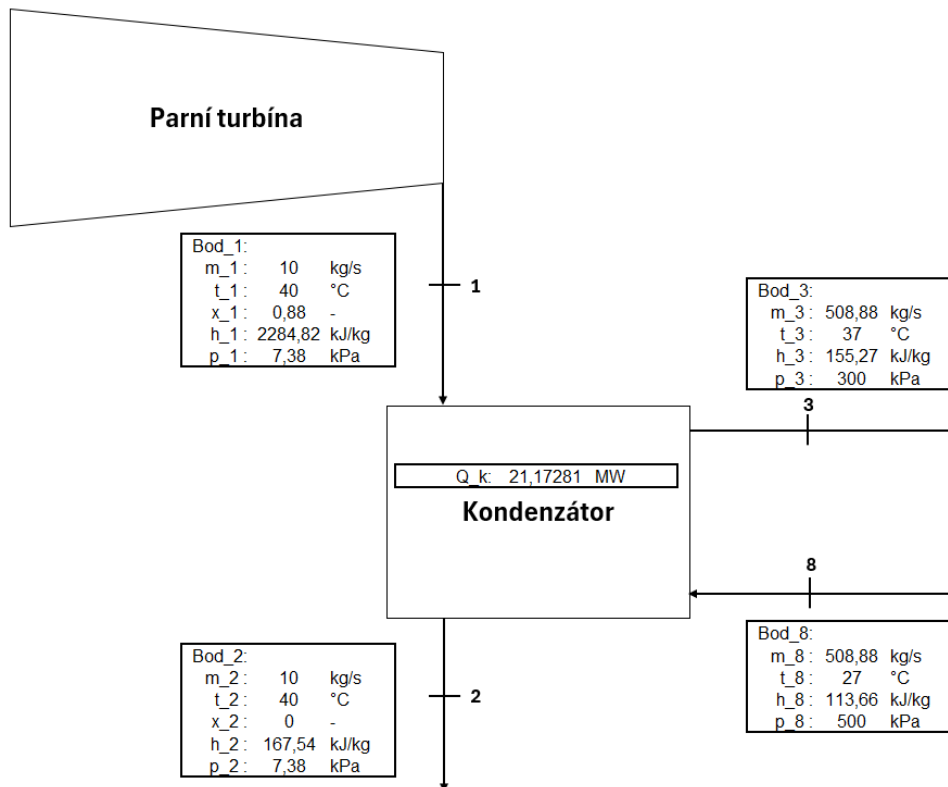 Parní turbína
Bod_1:
m_1 : 10 kg/s
t_1 : 40 °C
x_1 : 0,88 -
h_1 : 2284,82 kJ/kg
p_1 : 7,38 kPa
1
Bod_3:
m_3 : 508,88 kg/s
t_3 : 37 °C
h_3 : 155,27 kJ/kg
p_3 : 300 kPa
3
Q_k: 21,17281 MW
Kondenzátor
8
Bod_8:
m_8 : 508,88 kg/s
t_8 : 27 °C
h_8 : 113,66 kJ/kg
p_8 : 500 kPa
Bod_2:
m_2 : 10 kg/s
t_2 : 40 °C
x_2 : 0 -
h_2 : 167,54 kJ/kg
p_2 : 7,38 kPa
2